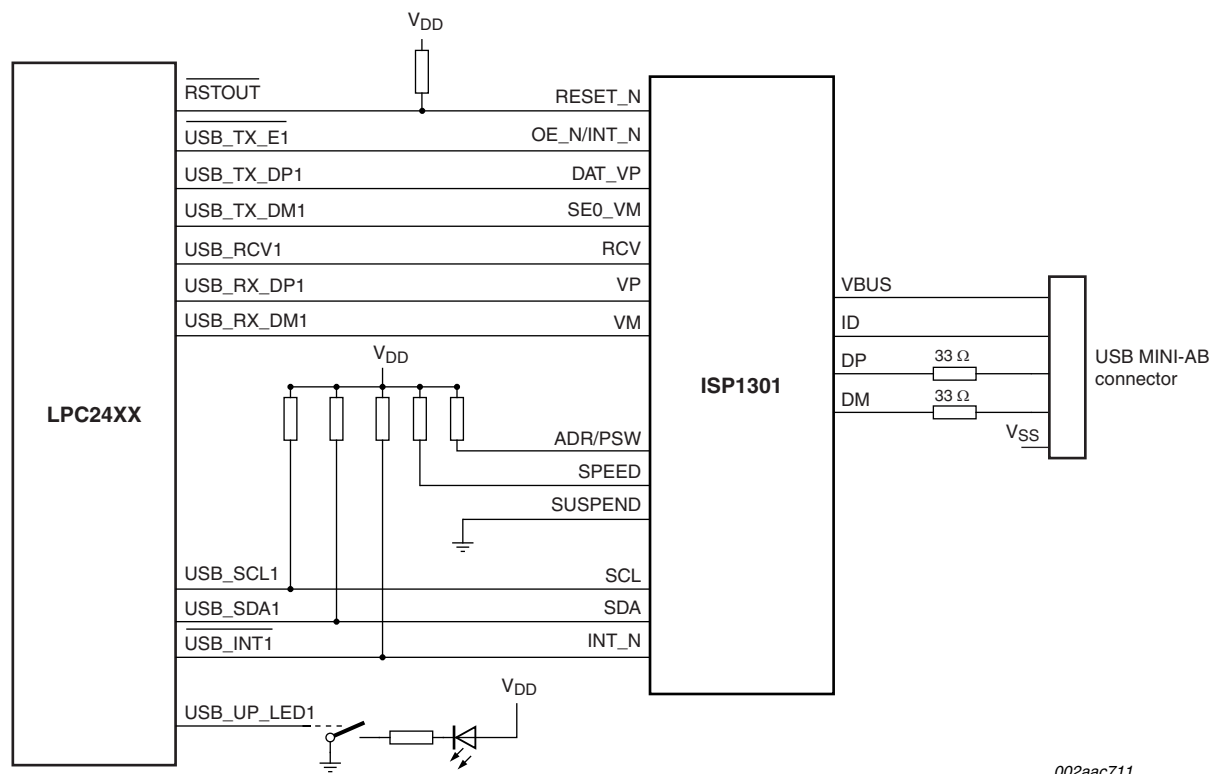 VDD
RSTOUT RESET_N
USB_TX_E1 OE_N/INT_N
USB_TX_DP1 DAT_VP
USB_TX_DM1 SE0_VM
USB_RCV1 RCV
USB_RX_DP1 VP
USB_RX_DM1 VM
VDD
LPC24XX
ISP1301
ADR/PSW
SPEED
SUSPEND
USB_SCL1 SCL
USB_SDA1 SDA
USB_INT1 INT_N
USB_UP_LED1
VDD
VBUS
ID
DP 33 Ω
DM 33 Ω
VSS
USB MINI-AB
connector
002aac711